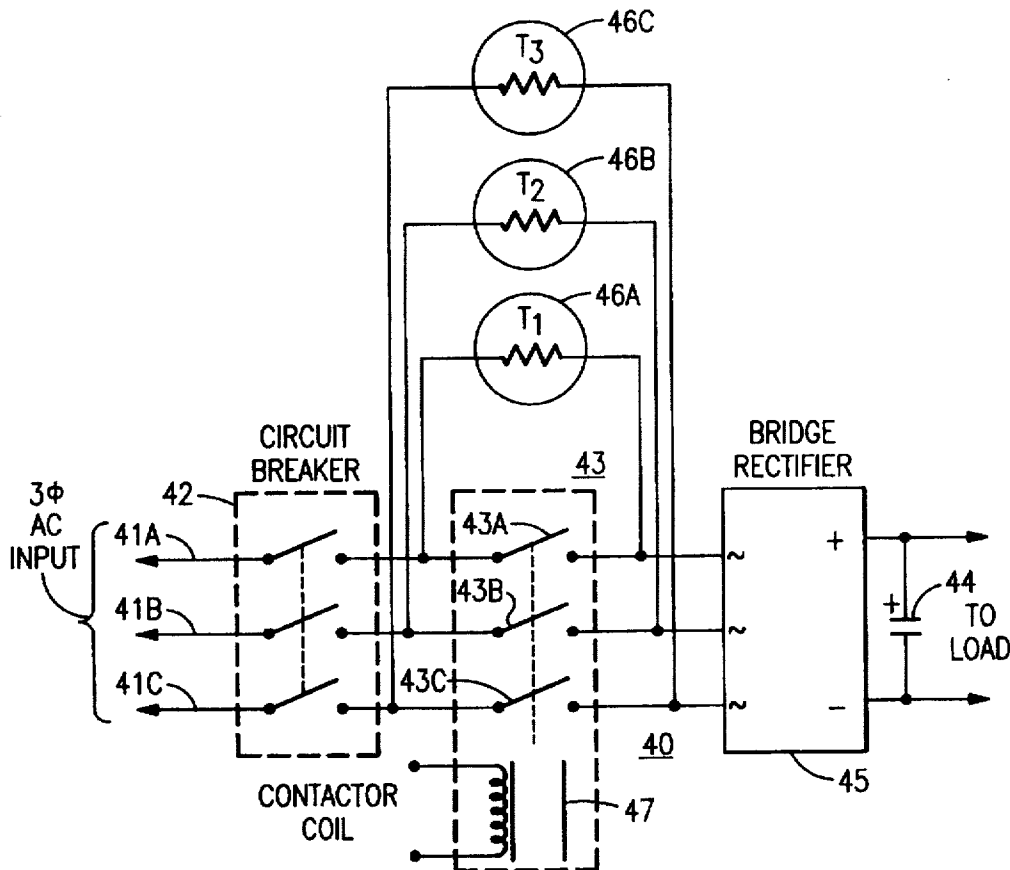 46C
T3
46B
T2
46A
T1
CIRCUIT
BREAKER
BRIDGE
RECTIFIER
43
42
3Φ
AC
INPUT
41A
43A
~
+
41B
43B
~
+
44
TO
LOAD
41C
43C
~
−
40
45
CONTACTOR
COIL
47